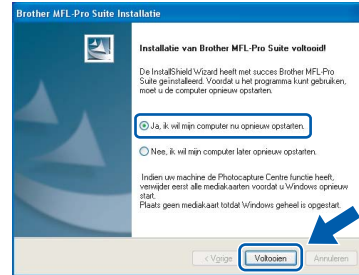 Brother MFL-Pro Suite Installatie
Installatie van Brother MFL-Pro Suite voltooid!
De InstallShield Wizard heeft met succes Brother MFL-Pro
Suite geïnstalleerd. Voordat u het programma kunt gebruiken,
moet u de computer opnieuw opstarten.
Ja, ik wil mijn computer nu opnieuw opstarten.
Nee, ik wil mijn computer later opnieuw opstarten.
Indien uw machine de Photocapture Centre functie heeft,
verwijder eerst alle mediakaarten voordat u Windows opnieuw
start.
Plaats geen mediakaart totdat Windows geheel is opgestart.
< Vorige Voltooien Annuleren